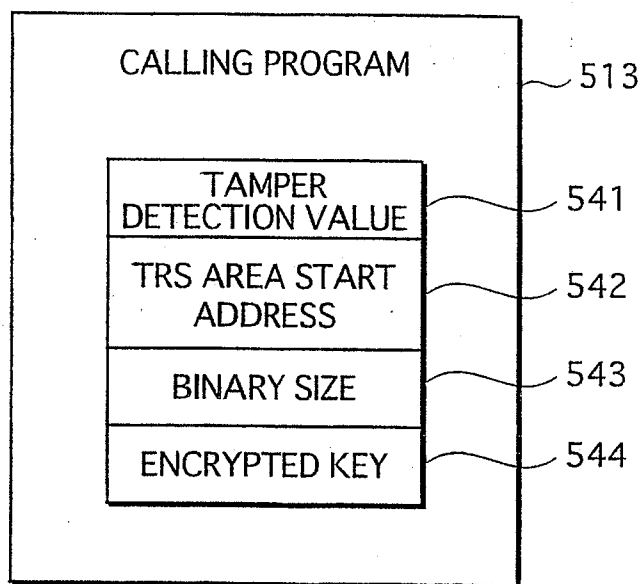 CALLING PROGRAM
513
TAMPER
DETECTION VALUE
541
TRS AREA START
ADDRESS
542
BINARY SIZE
543
ENCRYPTED KEY
544